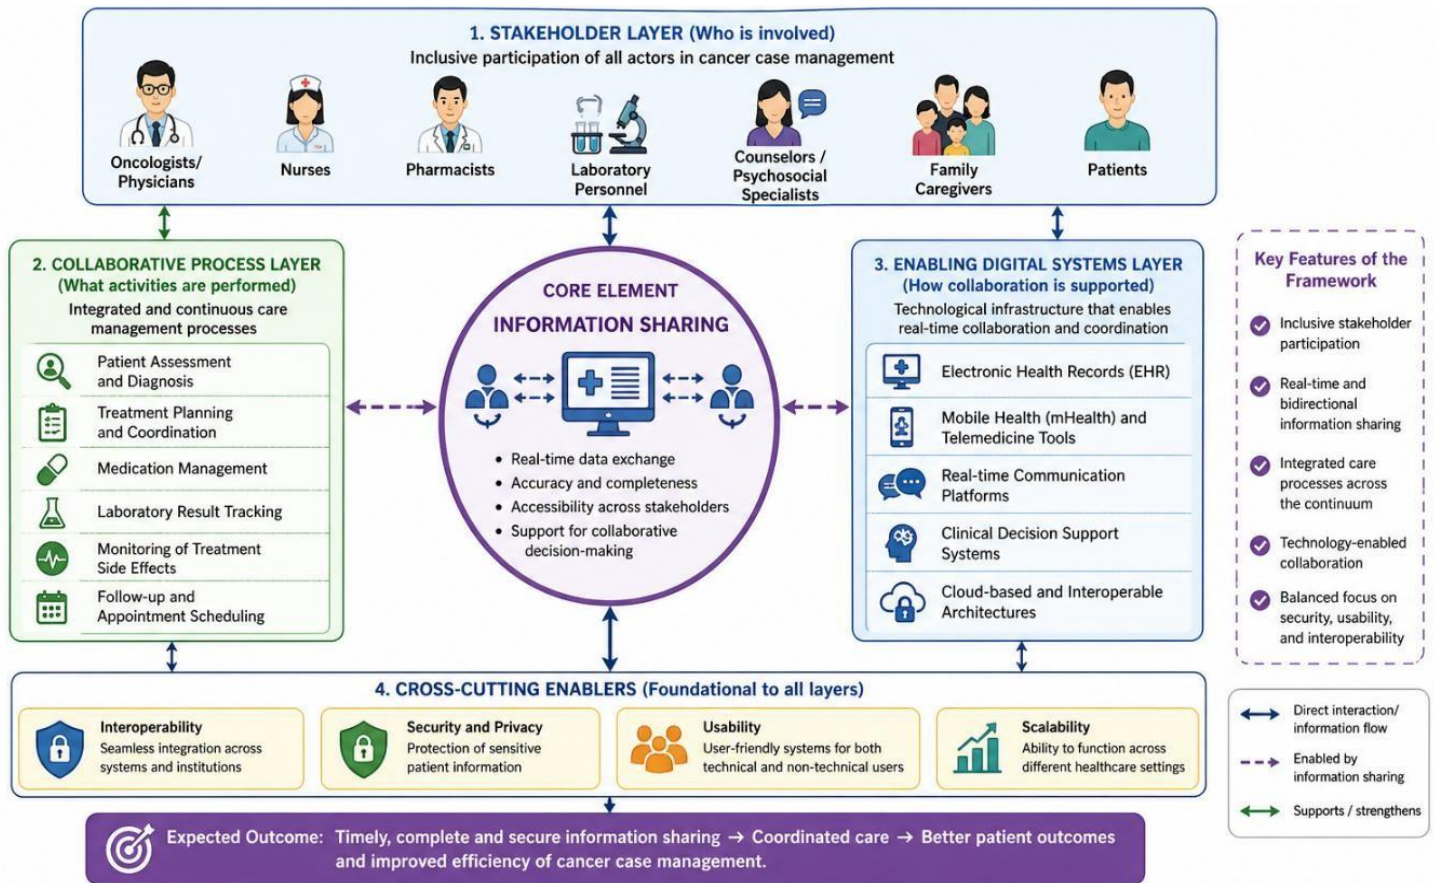 1. STAKEHOLDER LAYER (Who is involved)
Inclusive participation of all actors in cancer case management
Oncologists/
Physicians
Nurses
Pharmacists
Laboratory
Personnel
Counselors /
Psychosocial
Specialists
Family
Caregivers
Patients
2. COLLABORATIVE PROCESS LAYER
(What activities are performed)
Integrated and continuous care
management processes
Patient Assessment
and Diagnosis
Treatment Planning
and Coordination
Medication Management
Laboratory Result Tracking
Monitoring of Treatment
Side Effects
Follow-up and
Appointment Scheduling
CORE ELEMENT
INFORMATION SHARING
• Real-time data exchange
• Accuracy and completeness
• Accessibility across stakeholders
• Support for collaborative
decision-making
3. ENABLING DIGITAL SYSTEMS LAYER
(How collaboration is supported)
Technological infrastructure that enables
real-time collaboration and coordination
Electronic Health Records (EHR)
Mobile Health (mHealth) and
Telemedicine Tools
Real-time Communication
Platforms
Clinical Decision Support
Systems
Cloud-based and Interoperable
Architectures
Key Features of the
Framework
Inclusive stakeholder
participation
Real-time and
bidirectional
information sharing
Integrated care
processes across
the continuum
Technology-enabled
collaboration
Balanced focus on
security, usability,
and interoperability
4. CROSS-CUTTING ENABLERS (Foundational to all layers)
Interoperability
Seamless integration across
systems and institutions
Security and Privacy
Protection of sensitive
patient information
Usability
User-friendly systems for both
technical and non-technical users
Scalability
Ability to function across
different healthcare settings
Direct interaction/
information flow
Enabled by
information sharing
Supports / strengthens
Expected Outcome: Timely, complete and secure information sharing → Coordinated care → Better patient outcomes
and improved efficiency of cancer case management.